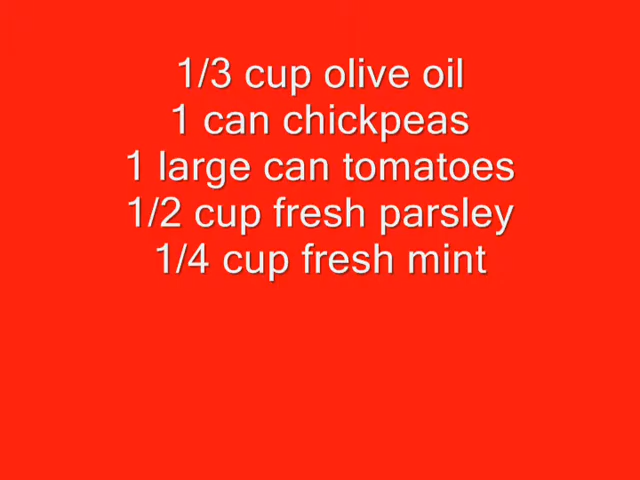 1/3 cup olive oil
1 can chickpeas
1 large can tomatoes
1/2 cup fresh parsley
1/4 cup fresh mint